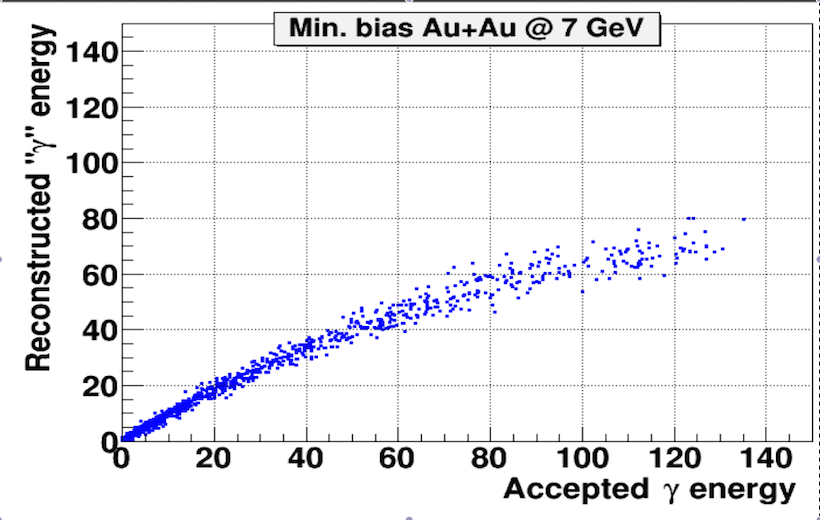 Min. bias Au+Au @ 7 GeV
Reconstructed "γ" energy
140
120
100
80
60
40
20
0
0 20 40 60 80 100 120 140
Accepted γ energy